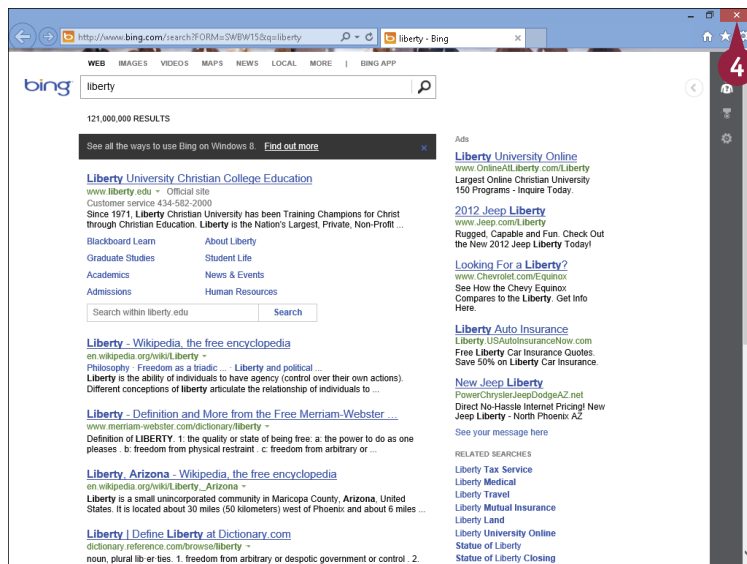 http://www.bing.com/search?FORM=SWBW15&q=liberty
liberty - Bing
4
WEB IMAGES VIDEOS MAPS NEWS LOCAL MORE | BING APP
bing
liberty
121,000,000 RESULTS
See all the ways to use Bing on Windows 8. Find out more
Liberty University Christian College Education
www.liberty.edu Official site
Customer service 434-582-2000
Since 1971, Liberty Christian University has been Training Champions for Christ
through Christian Education. Liberty is the Nation's Largest, Private, Non-Profit ...
Blackboard Learn About Liberty
Graduate Studies Student Life
Academics News & Events
Admissions Human Resources
Search within liberty.edu Search
Liberty - Wikipedia, the free encyclopedia
en.wikipedia.org/wiki/Liberty
Philosophy · Freedom as a triadic ... · Liberty and political ...
Liberty is the ability of individuals to have agency (control over their own actions).
Different conceptions of liberty articulate the relationship of individuals to ...
Liberty - Definition and More from the Free Merriam-Webster ...
www.merriam-webster.com/dictionary/liberty
Definition of LIBERTY. 1: the quality or state of being free: a: the power to do as one
pleases . b: freedom from physical restraint . c: freedom from arbitrary or ...
Liberty, Arizona - Wikipedia, the free encyclopedia
en.wikipedia.org/wiki/Liberty,_Arizona
Liberty is a small unincorporated community in Maricopa County, Arizona, United
States. It is located about 30 miles (50 kilometers) west of Phoenix and about 6 miles ...
Liberty | Define Liberty at Dictionary.com
dictionary.reference.com/browse/liberty
noun, plural lib·er·ties. 1. freedom from arbitrary or despotic government or control . 2.
Ads
Liberty University Online
www.OnlineAtLiberty.com/Liberty
Largest Online Christian University
150 Programs - Inquire Today.
2012 Jeep Liberty
www.Jeep.com/Liberty
Rugged, Capable and Fun. Check Out
the New 2012 Jeep Liberty Today!
Looking For a Liberty?
www.Chevrolet.com/Equinox
See How the Chevy Equinox
Compares to the Liberty. Get Info
Here.
Liberty Auto Insurance
Liberty.USAutoInsuranceNow.com
Free Liberty Car Insurance Quotes.
Save 50% on Liberty Car Insurance.
New Jeep Liberty
PowerChryslerJeepDodgeAZ.net
Direct No-Hassle Internet Pricing! New
Jeep Liberty - North Phoenix AZ
See your message here
RELATED SEARCHES
Liberty Tax Service
Liberty Medical
Liberty Travel
Liberty Mutual Insurance
Liberty Land
Liberty University Online
Statue of Liberty
Statue of Liberty Closing